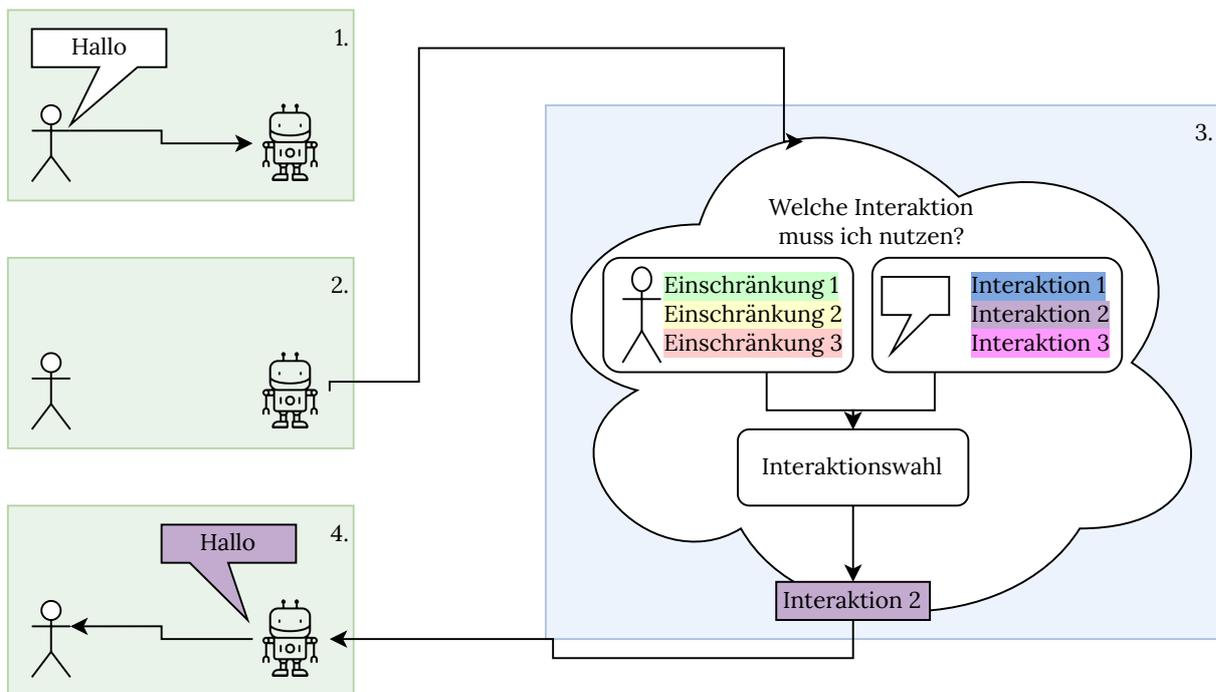 1.
Hallo
2.
3.
Welche Interaktion
muss ich nutzen?
Einschränkung 1
Einschränkung 2
Einschränkung 3
Interaktion 1
Interaktion 2
Interaktion 3
Interaktionswahl
Interaktion 2
4.
Hallo